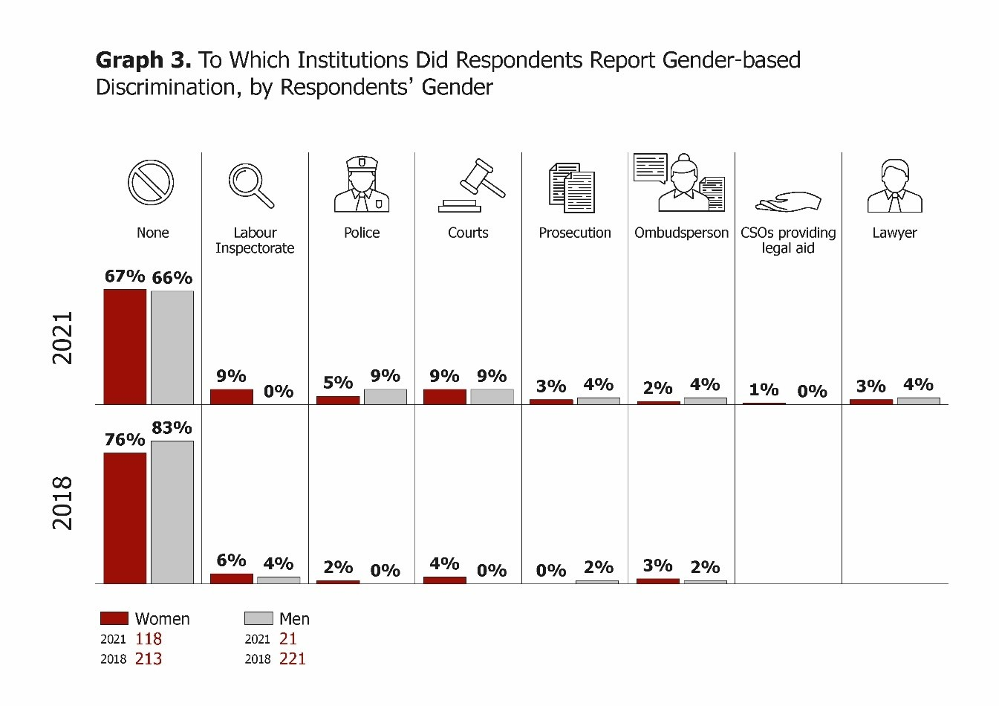 Graph 3. To Which Institutions Did Respondents Report Gender-based
Discrimination, by Respondents’ Gender
None
Labour
Inspectorate
Police
Courts
Prosecution
Ombudsperson
CSOs providing
legal aid
Lawyer
2021
67% 66%
9% 0%
5% 9%
9% 9%
3% 4%
2% 4%
1% 0%
3% 4%
2018
76% 83%
6% 4%
2% 0%
4% 0%
0% 2%
3% 2%
Women
2021 118
2018 213
Men
2021 21
2018 221